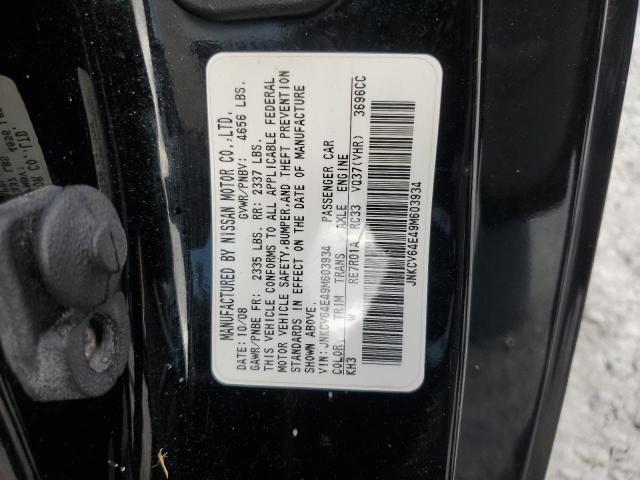 MANUFACTURED BY NISSAN MOTOR CO., LTD.
DATE: 10/08 GVWR/PNBV: 4656 LBS.
GAWR/PNBE FR: 2335 LBS. RR: 2337 LBS.
THIS VEHICLE CONFORMS TO ALL APPLICABLE FEDERAL
MOTOR VEHICLE SAFETY, BUMPER, AND THEFT PREVENTION
STANDARDS IN EFFECT ON THE DATE OF MANUFACTURE
SHOWN ABOVE.
VIN: JNKCV64E49M603934 PASSENGER CAR
COLOR TRIM TRANS AXLE ENGINE
KH3 W RE7R01A RC33 VQ37(VHR) 3696CC
JNKCV64E49M603934